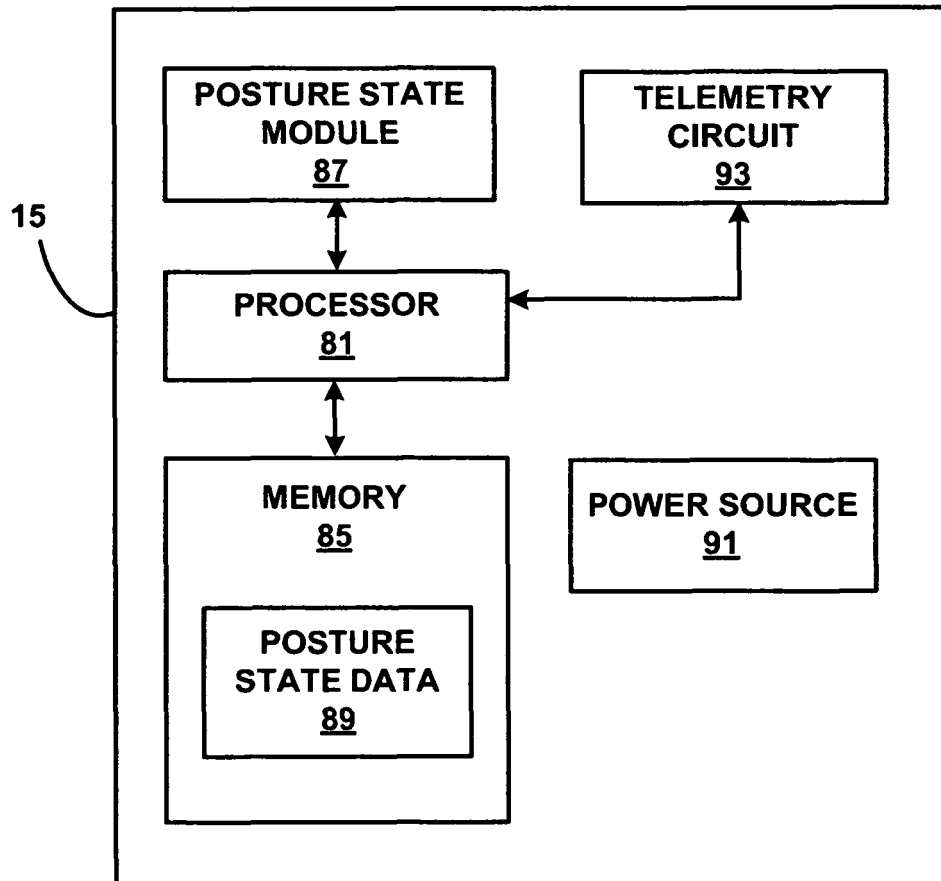 POSTURE STATE
MODULE
87
TELEMETRY
CIRCUIT
93
15
PROCESSOR
81
MEMORY
85
POWER SOURCE
91
POSTURE
STATE DATA
89